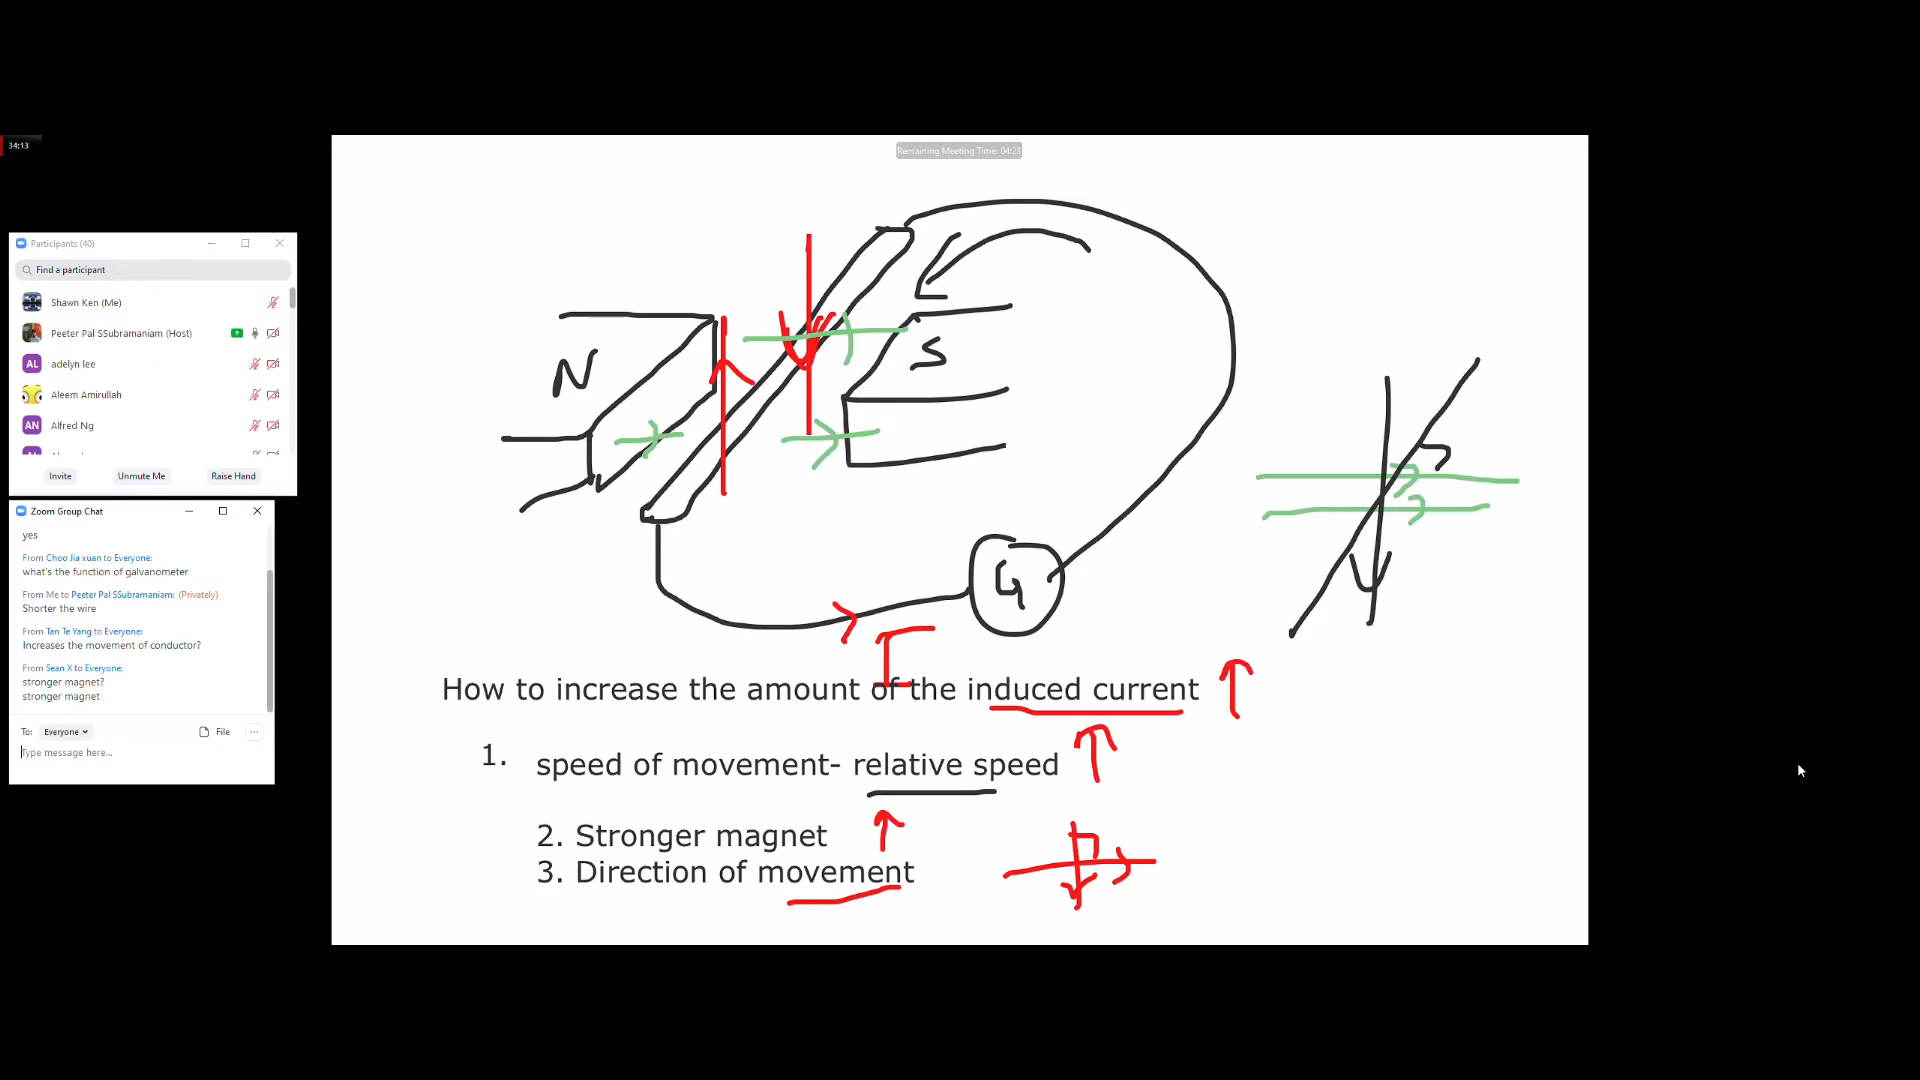 34:13
Remaining Meeting Time: 04:23
Participants (40)
Find a participant
Shawn Ken (Me)
Peeter Pal SSubramaniam (Host)
AL adelyn lee
Aleem Amirullah
AN Alfred Ng
Invite Unmute Me Raise Hand
Zoom Group Chat
yes
From Choo Jia xuan to Everyone:
what's the function of galvanometer
From Me to Peeter Pal SSubramaniam: (Privately)
Shorter the wire
From Tan Te Yang to Everyone:
Increases the movement of conductor?
From Sean X to Everyone:
stronger magnet?
stronger magnet
To: Everyone File
Type message here...
N
S
G
I
How to increase the amount of the induced current
1. speed of movement- relative speed
2. Stronger magnet
3. Direction of movement